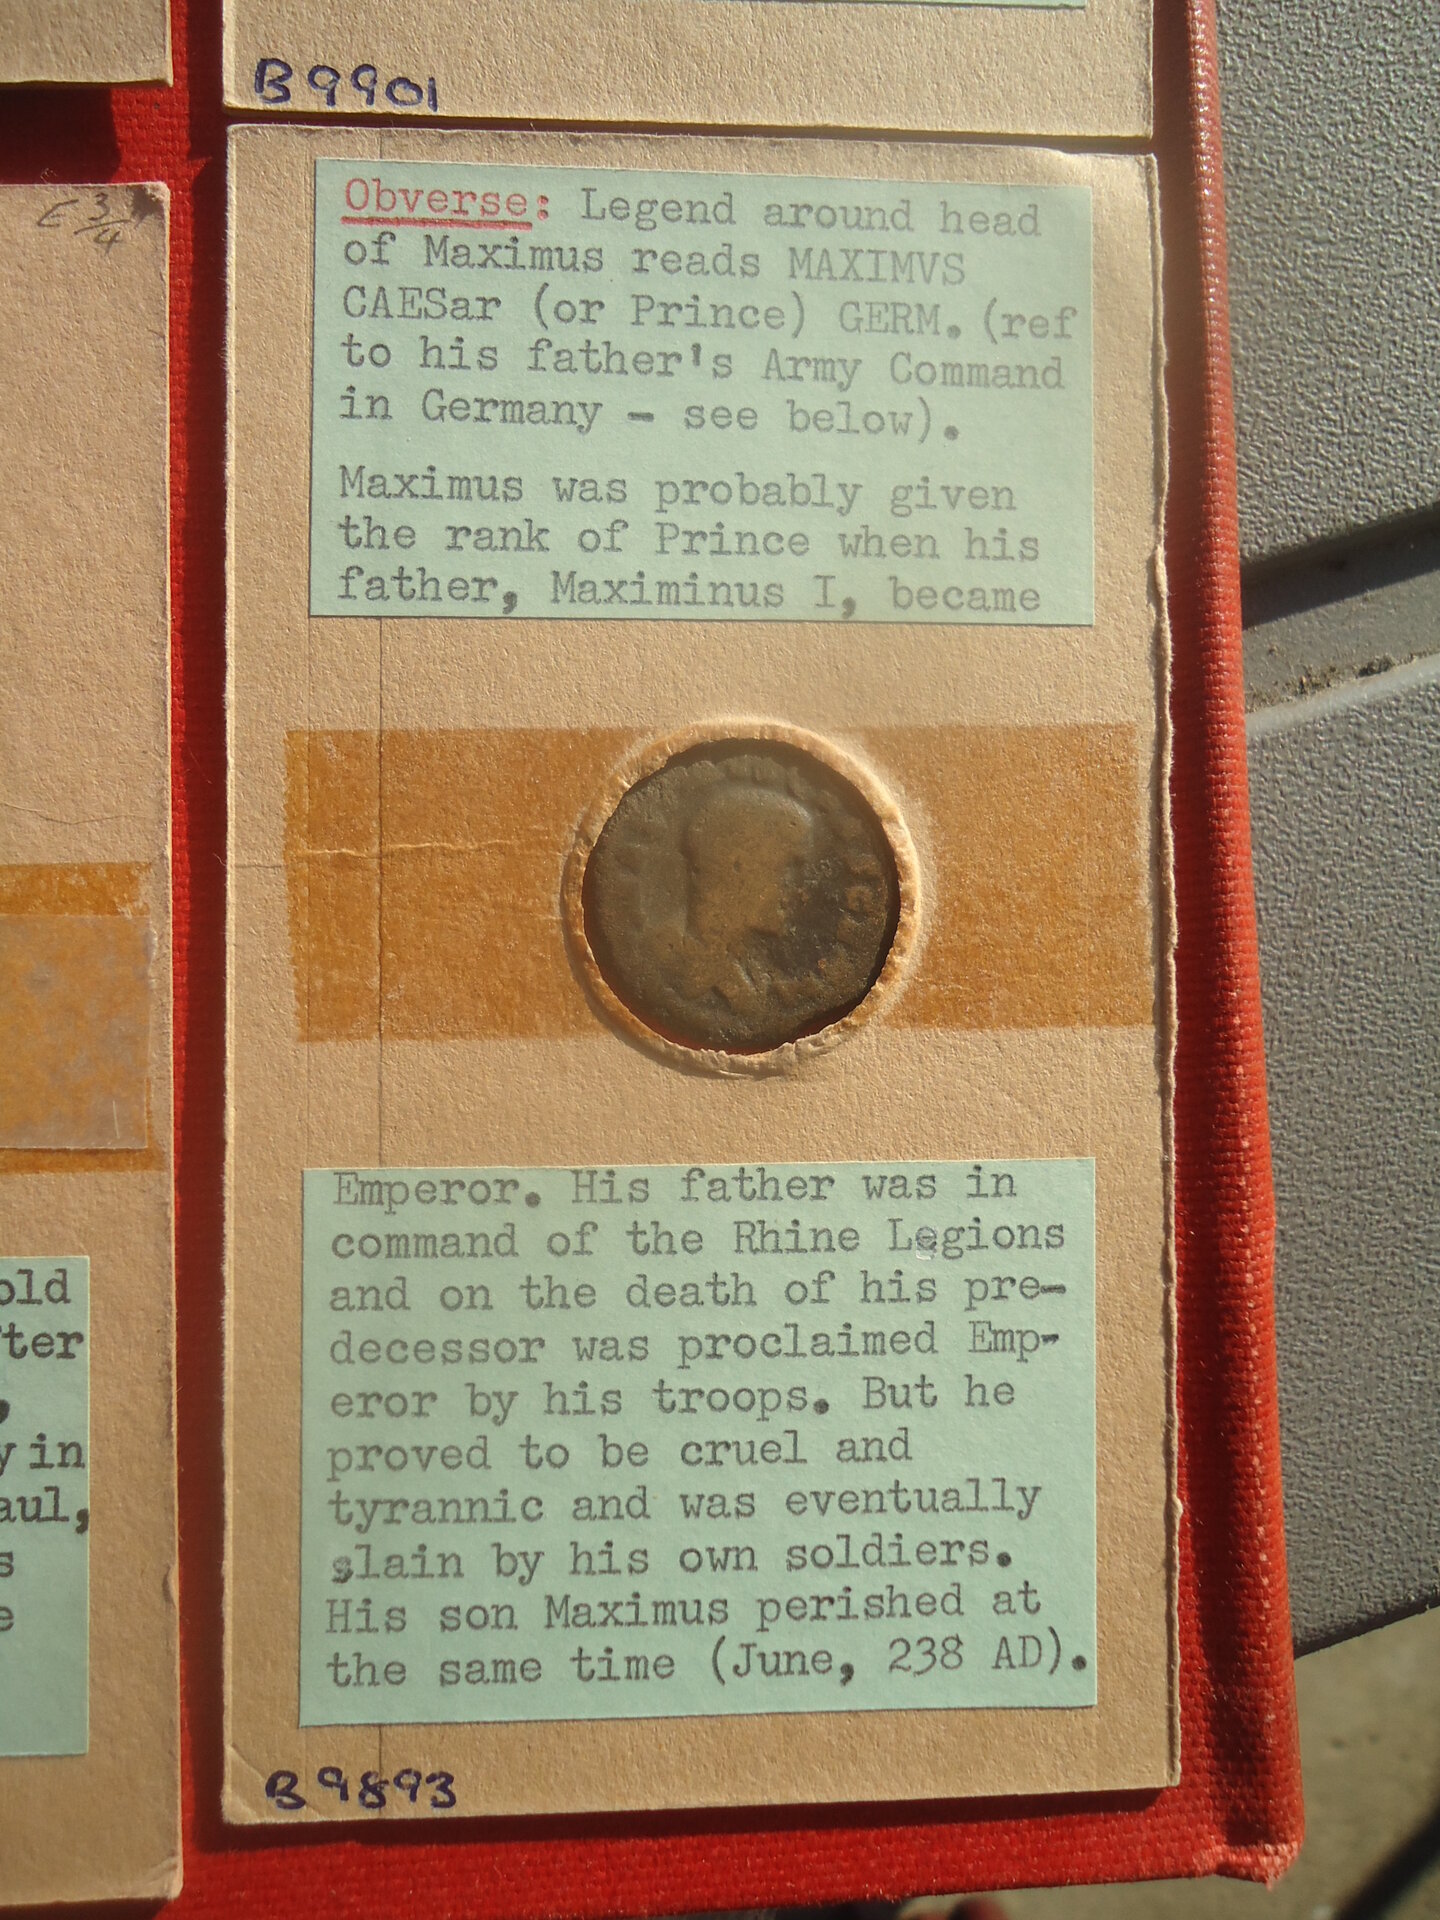 B9901
E 3/4
Obverse: Legend around head
of Maximus reads MAXIMVS
CAESar (or Prince) GERM. (ref
to his father's Army Command
in Germany - see below).
Maximus was probably given
the rank of Prince when his
father, Maximinus I, became
Emperor. His father was in
command of the Rhine Legions
and on the death of his pre-
decessor was proclaimed Emp-
eror by his troops. But he
proved to be cruel and
tyrannic and was eventually
slain by his own soldiers.
His son Maximus perished at
the same time (June, 238 AD).
B9893
old
fter
,
y in
aul,
s
e